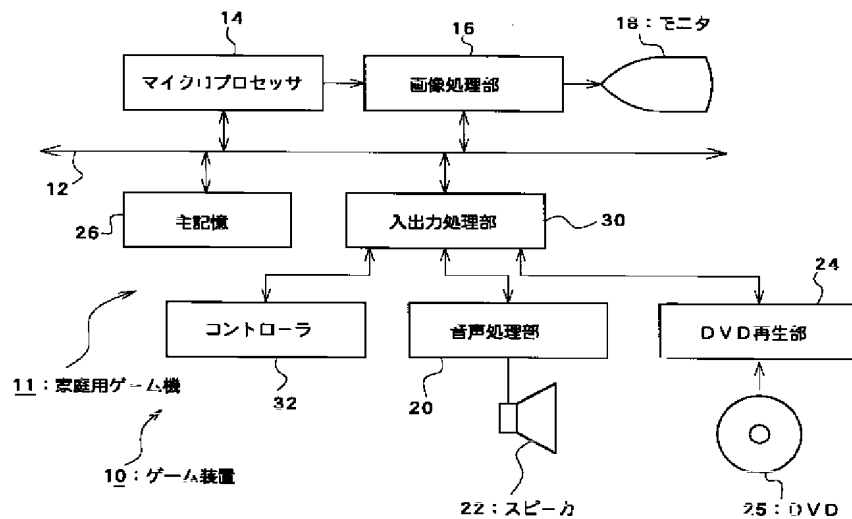 14
16
18：モニタ
マイクロプロセッサ
画像処理部
12
26
主記憶
入出力処理部
30
24
コントローラ
音声処理部
DVD再生部
11：家庭用ゲーム機
32
20
10：ゲーム装置
22：スピーカ
25：DVD